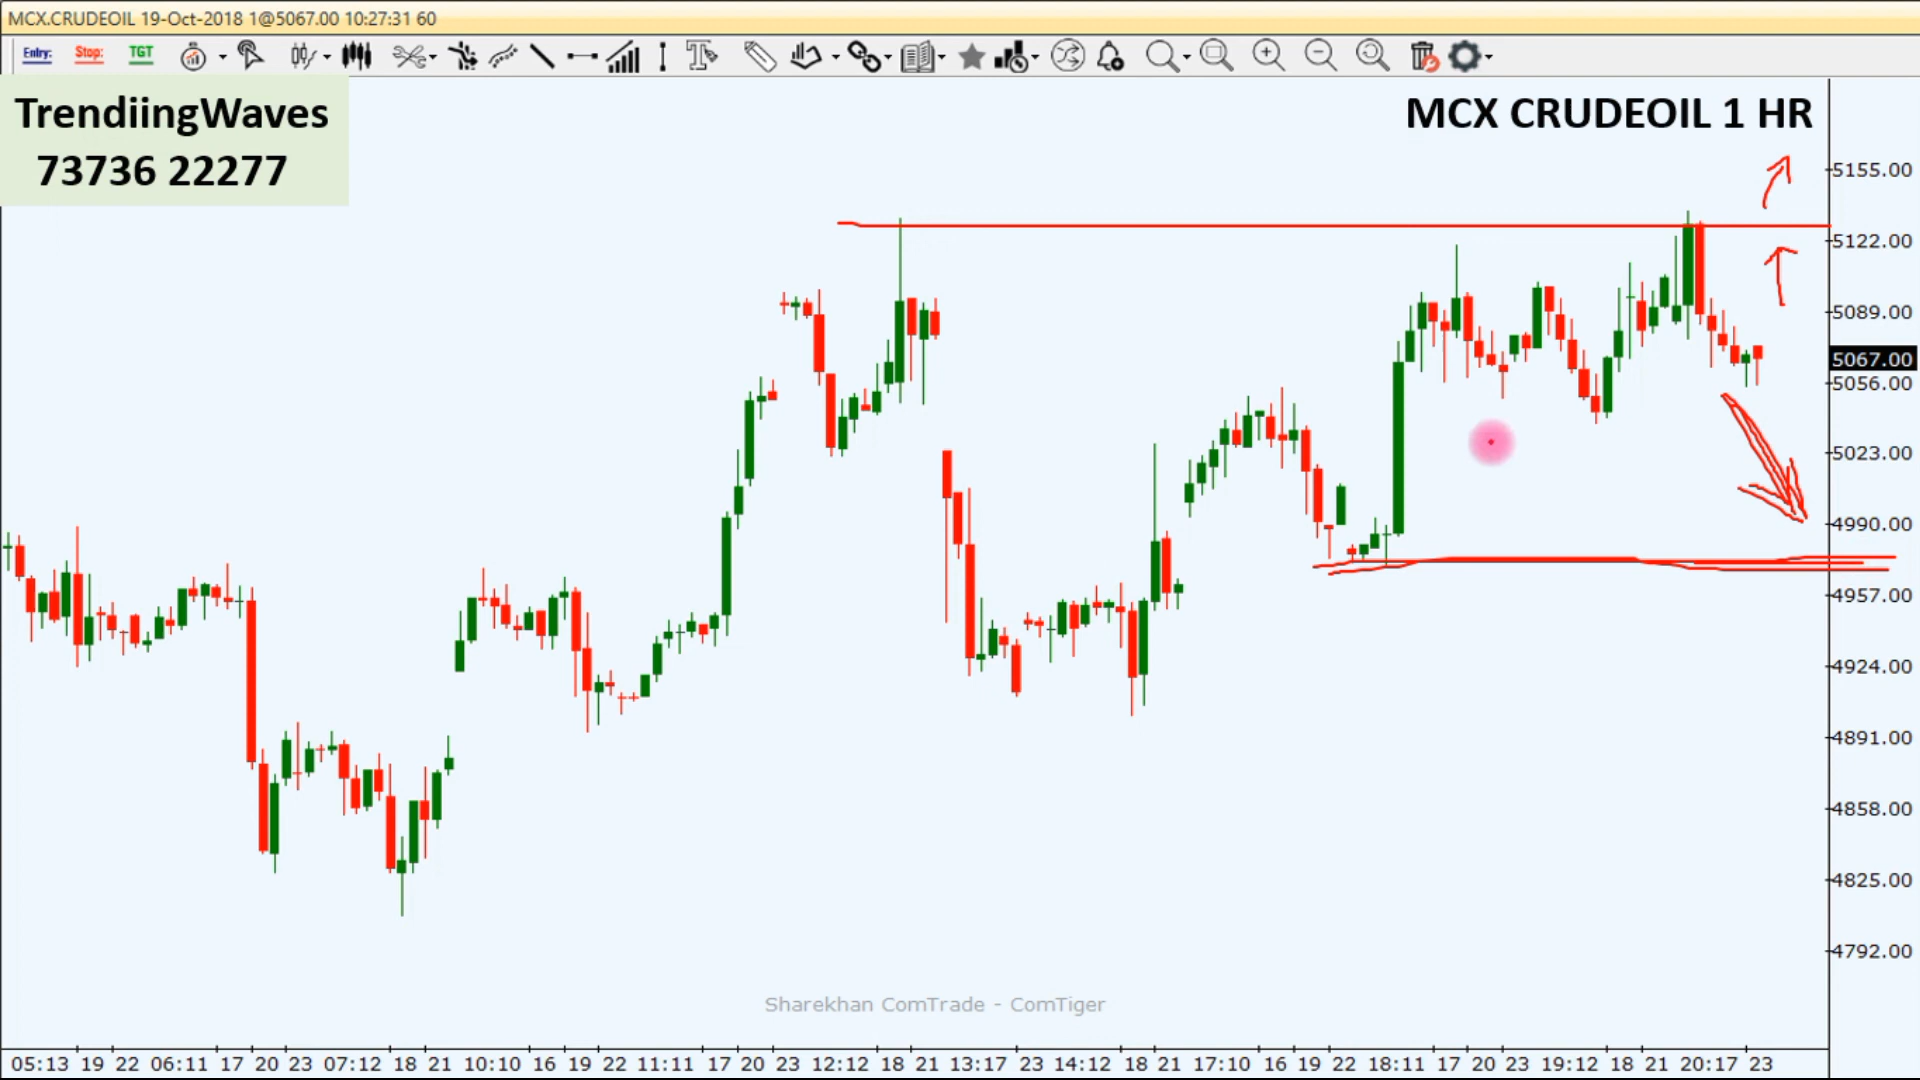 MCX.CRUDEOIL 19-Oct-2018 1@5067.00 10:27:31 60
Entry: Stop: TGT
TrendiingWaves
73736 22277
MCX CRUDEOIL 1 HR
5155.00
5122.00
5089.00
5067.00
5056.00
5023.00
4990.00
4957.00
4924.00
4891.00
4858.00
4825.00
4792.00
Sharekhan ComTrade - ComTiger
05:13 19 22 06:11 17 20 23 07:12 18 21 10:10 16 19 22 11:11 17 20 23 12:12 18 21 13:17 23 14:12 18 21 17:10 16 19 22 18:11 17 20 23 19:12 18 21 20:17 23